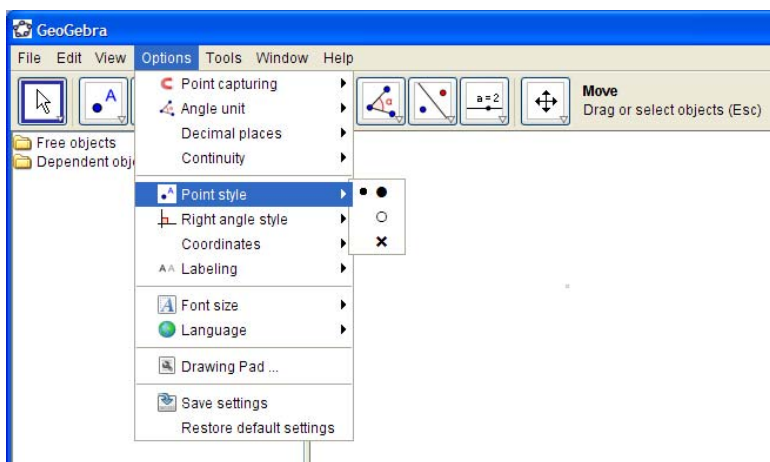 GeoGebra
File Edit View Options Tools Window Help
A
α
a=2
Move
Drag or select objects (Esc)
Free objects
Dependent obj
Point capturing
Angle unit
Decimal places
Continuity
A Point style
Right angle style
Coordinates
AA Labeling
A Font size
Language
Drawing Pad ...
Save settings
Restore default settings